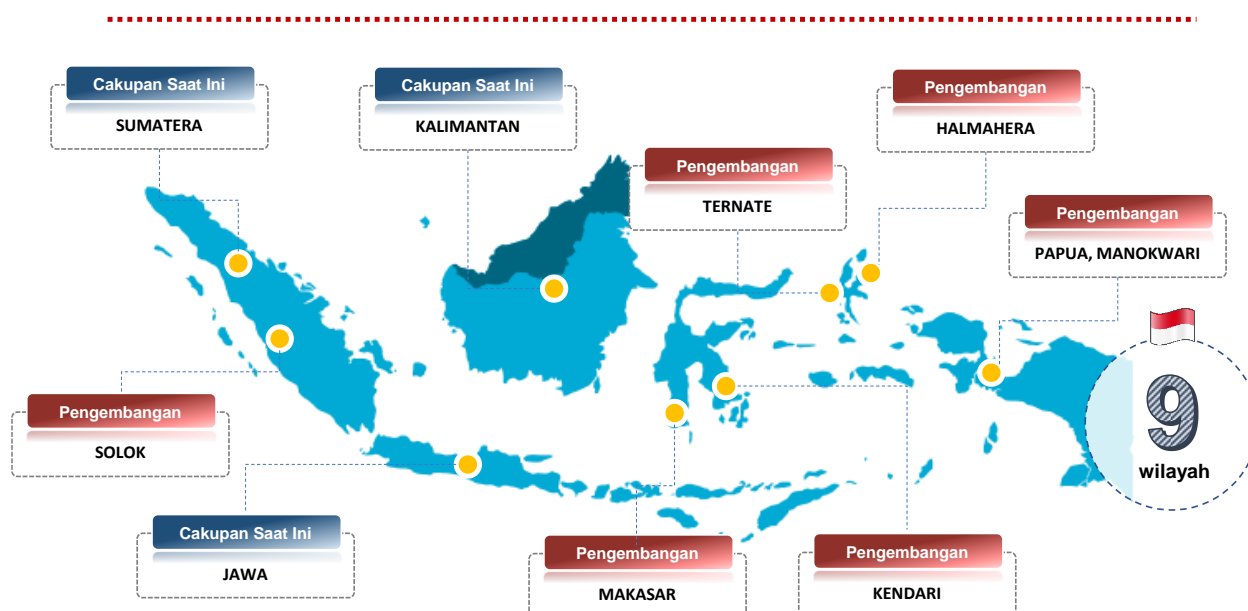 Cakupan Saat Ini
SUMATERA
Cakupan Saat Ini
KALIMANTAN
Pengembangan
HALMAHERA
Pengembangan
TERNATE
Pengembangan
PAPUA, MANOKWARI
9
wilayah
Pengembangan
SOLOK
Cakupan Saat Ini
JAWA
Pengembangan
MAKASAR
Pengembangan
KENDARI